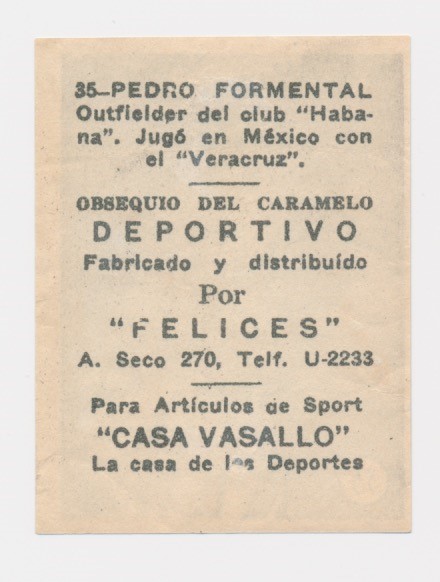 35—PEDRO FORMENTAL
Outfielder del club "Haba-
na". Jugó en México con
el "Veracruz".
OBSEQUIO DEL CARAMELO
DEPORTIVO
Fabricado y distribuído
Por
"FELICES"
A. Seco 270, Telf. U-2233
Para Artículos de Sport
"CASA VASALLO"
La casa de los Deportes